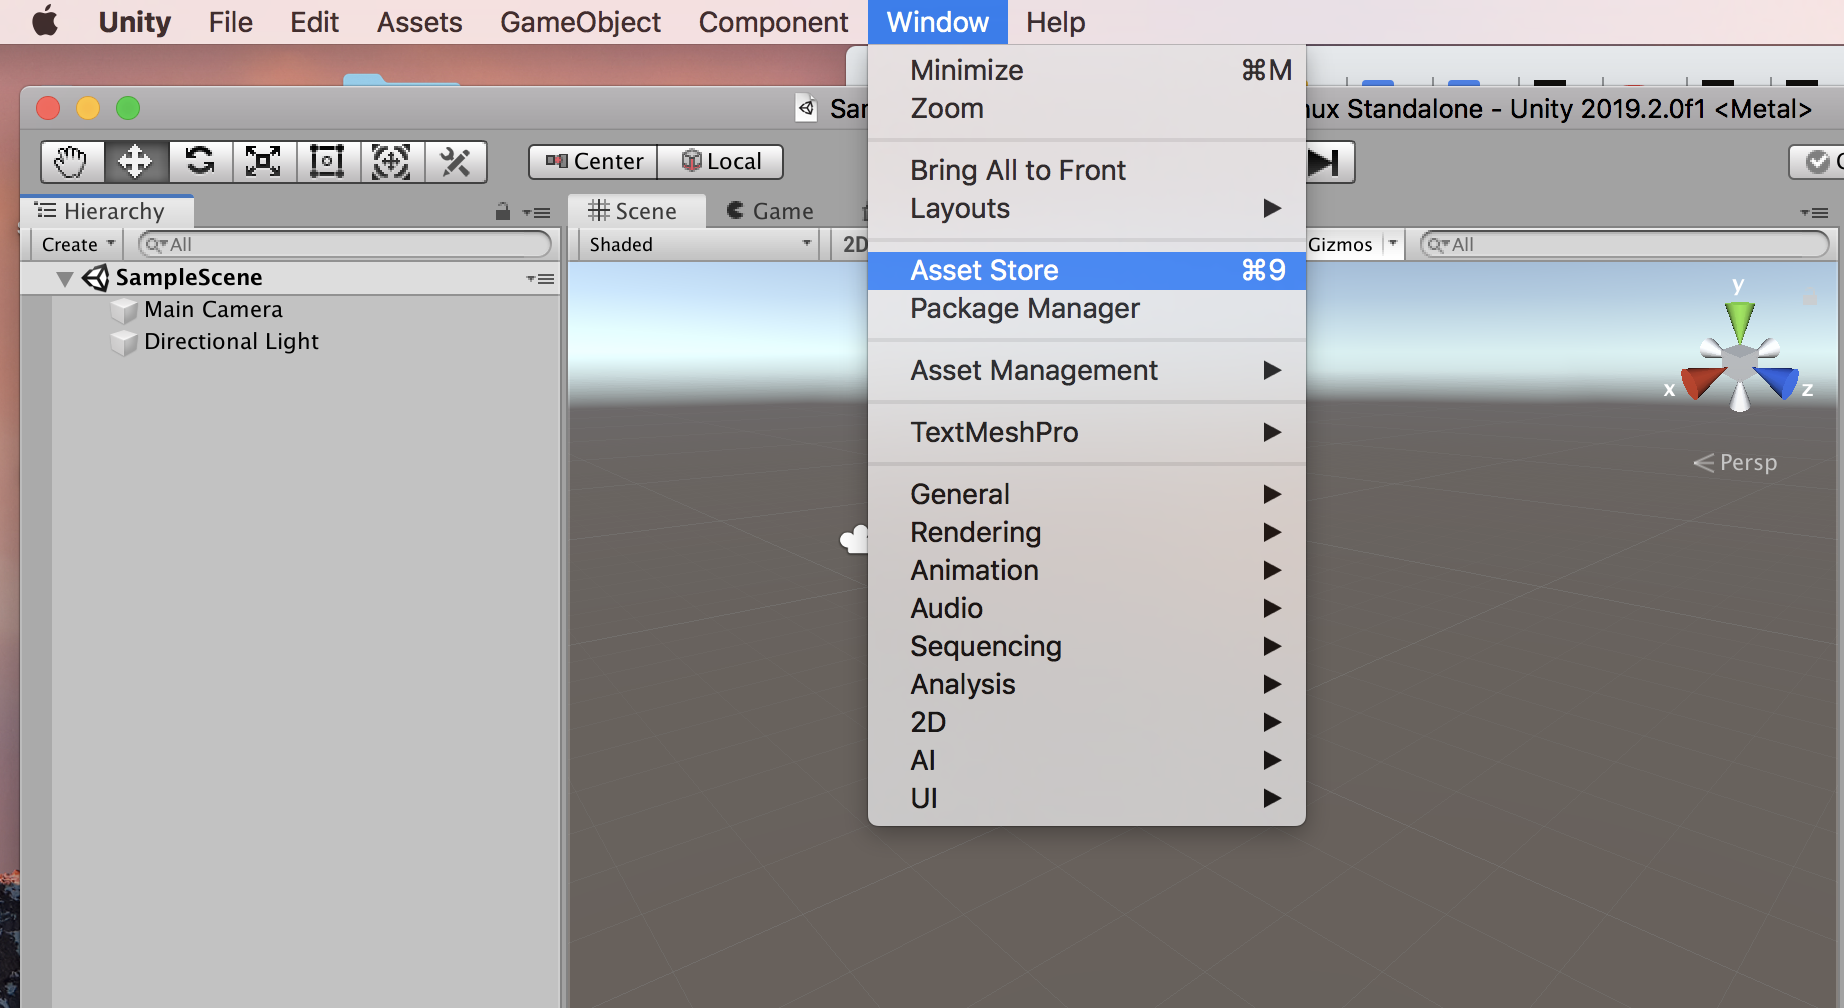 Unity File Edit Assets GameObject Component Window Help
nux Standalone - Unity 2019.2.0f1 <Metal>
Center Local
Hierarchy
Create All
SampleScene
Main Camera
Directional Light
Scene Game
Shaded 2D
Minimize ⌘M
Zoom
Bring All to Front
Layouts
Asset Store ⌘9
Package Manager
Asset Management
TextMeshPro
General
Rendering
Animation
Audio
Sequencing
Analysis
2D
AI
UI
Gizmos All
y
x z
Persp